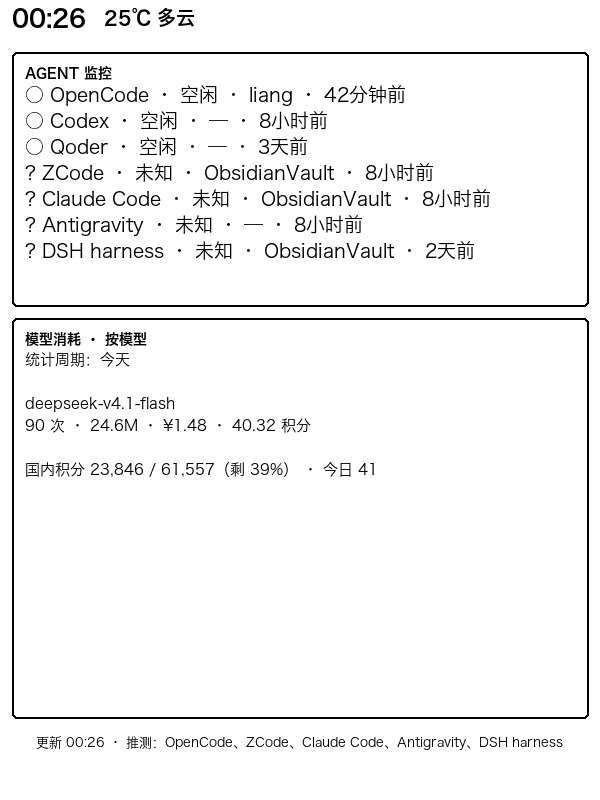 00:26 25℃ 多云
AGENT 监控
○ OpenCode · 空闲 · liang · 42分钟前
○ Codex · 空闲 · — · 8小时前
○ Qoder · 空闲 · — · 3天前
? ZCode · 未知 · ObsidianVault · 8小时前
? Claude Code · 未知 · ObsidianVault · 8小时前
? Antigravity · 未知 · — · 8小时前
? DSH harness · 未知 · ObsidianVault · 2天前
模型消耗 · 按模型
统计周期：今天
deepseek-v4.1-flash
90 次 · 24.6M · ¥1.48 · 40.32 积分
国内积分 23,846 / 61,557（剩 39%） · 今日 41
更新 00:26 · 推测：OpenCode、ZCode、Claude Code、Antigravity、DSH harness